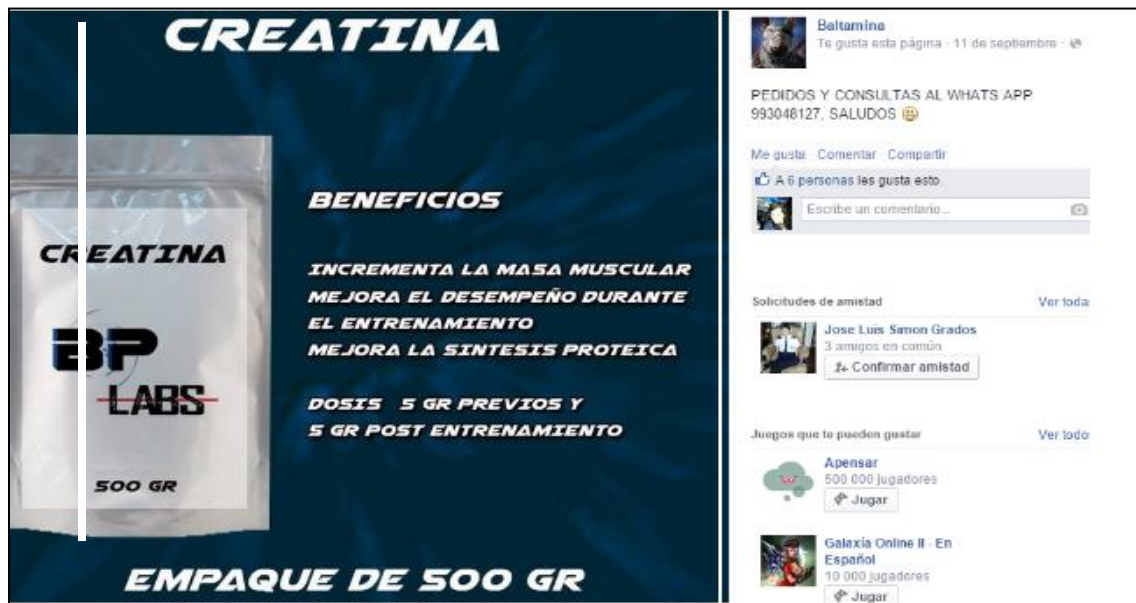 CREATINA
CREATINA
BP
LABS
500 GR
BENEFICIOS
INCREMENTA LA MASA MUSCULAR
MEJORA EL DESEMPEÑO DURANTE
EL ENTRENAMIENTO
MEJORA LA SINTESIS PROTEICA
DOSIS 5 GR PREVIOS Y
5 GR POST ENTRENAMIENTO
EMPAQUE DE 500 GR
Baltamina
Te gusta esta página · 11 de septiembre ·
PEDIDOS Y CONSULTAS AL WHATS APP
993048127, SALUDOS
Me gusta · Comentar · Compartir
A 6 personas les gusta esto.
Escribe un comentario...
Solicitudes de amistad
Ver toda
Jose Luis Simon Grados
3 amigos en común
Confirmar amistad
Juegos que te pueden gustar
Ver todo
Apensar
500 000 jugadores
Jugar
Galaxia Online II - En
Español
10 000 jugadores
Jugar